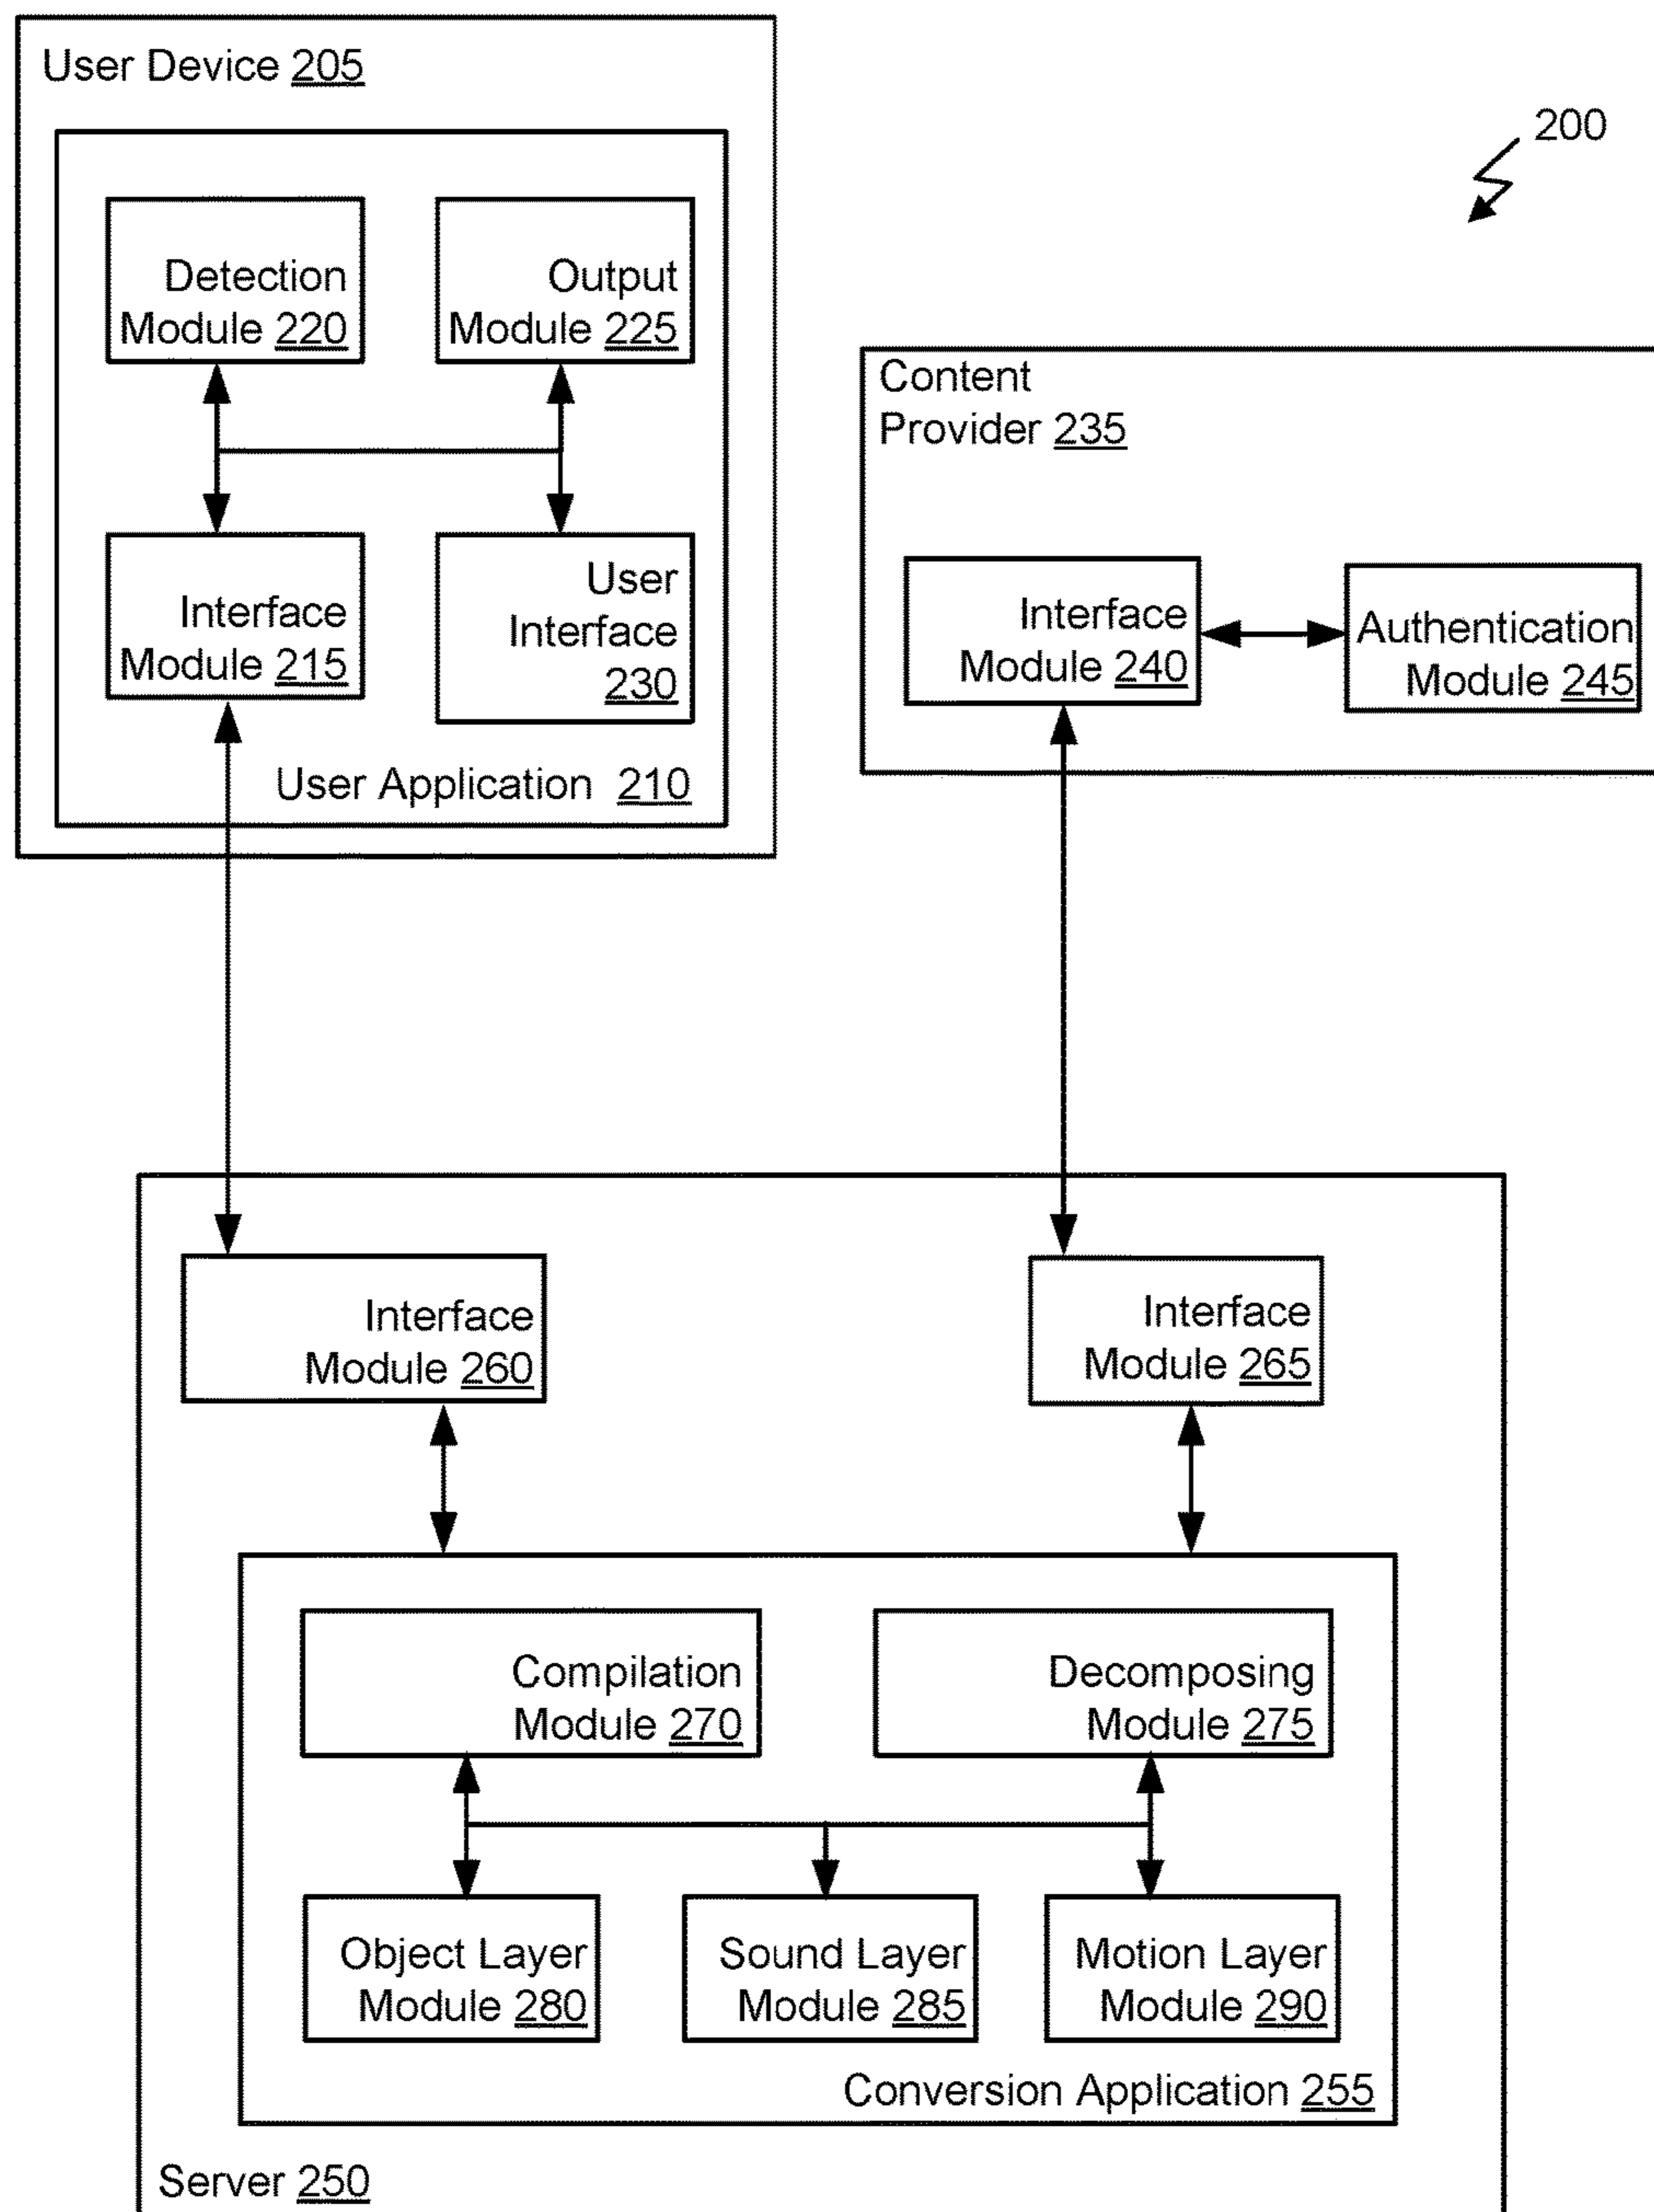 User Device 205
200
Detection
Module 220
Output
Module 225
Interface
Module 215
User
Interface
230
User Application 210
Content
Provider 235
Interface
Module 240
Authentication
Module 245
Interface
Module 260
Interface
Module 265
Compilation
Module 270
Decomposing
Module 275
Object Layer
Module 280
Sound Layer
Module 285
Motion Layer
Module 290
Conversion Application 255
Server 250